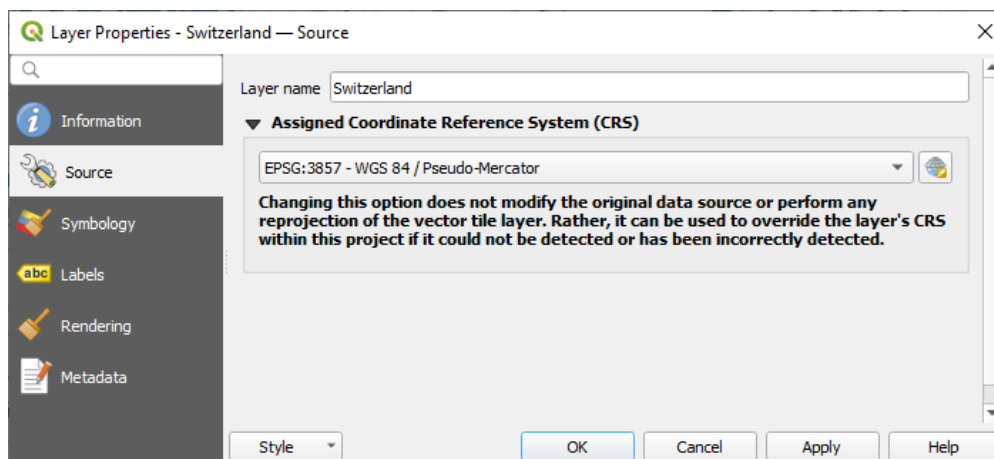 Layer Properties - Switzerland — Source
Information
Source
Symbology
abc Labels
Rendering
Metadata
Layer name Switzerland
Assigned Coordinate Reference System (CRS)
EPSG:3857 - WGS 84 / Pseudo-Mercator
Changing this option does not modify the original data source or perform any
reprojection of the vector tile layer. Rather, it can be used to override the layer's CRS
within this project if it could not be detected or has been incorrectly detected.
Style OK Cancel Apply Help